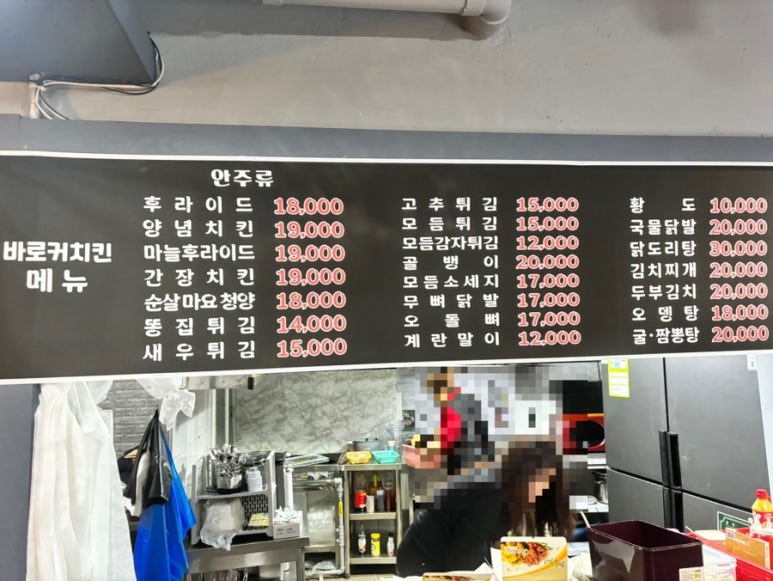 안주류
바로커치킨
메뉴
후라이드 18,000
양념치킨 19,000
마늘후라이드 19,000
간장치킨 19,000
순살마요청양 18,000
똥집튀김 14,000
새우튀김 15,000
고추튀김 15,000
모듬튀김 15,000
모듬감자튀김 12,000
골뱅이 20,000
모듬소세지 17,000
무뼈닭발 17,000
오돌뼈 17,000
계란말이 12,000
황도 10,000
국물닭발 20,000
닭도리탕 30,000
김치찌개 20,000
두부김치 20,000
오뎅탕 18,000
굴·짬뽕탕 20,000